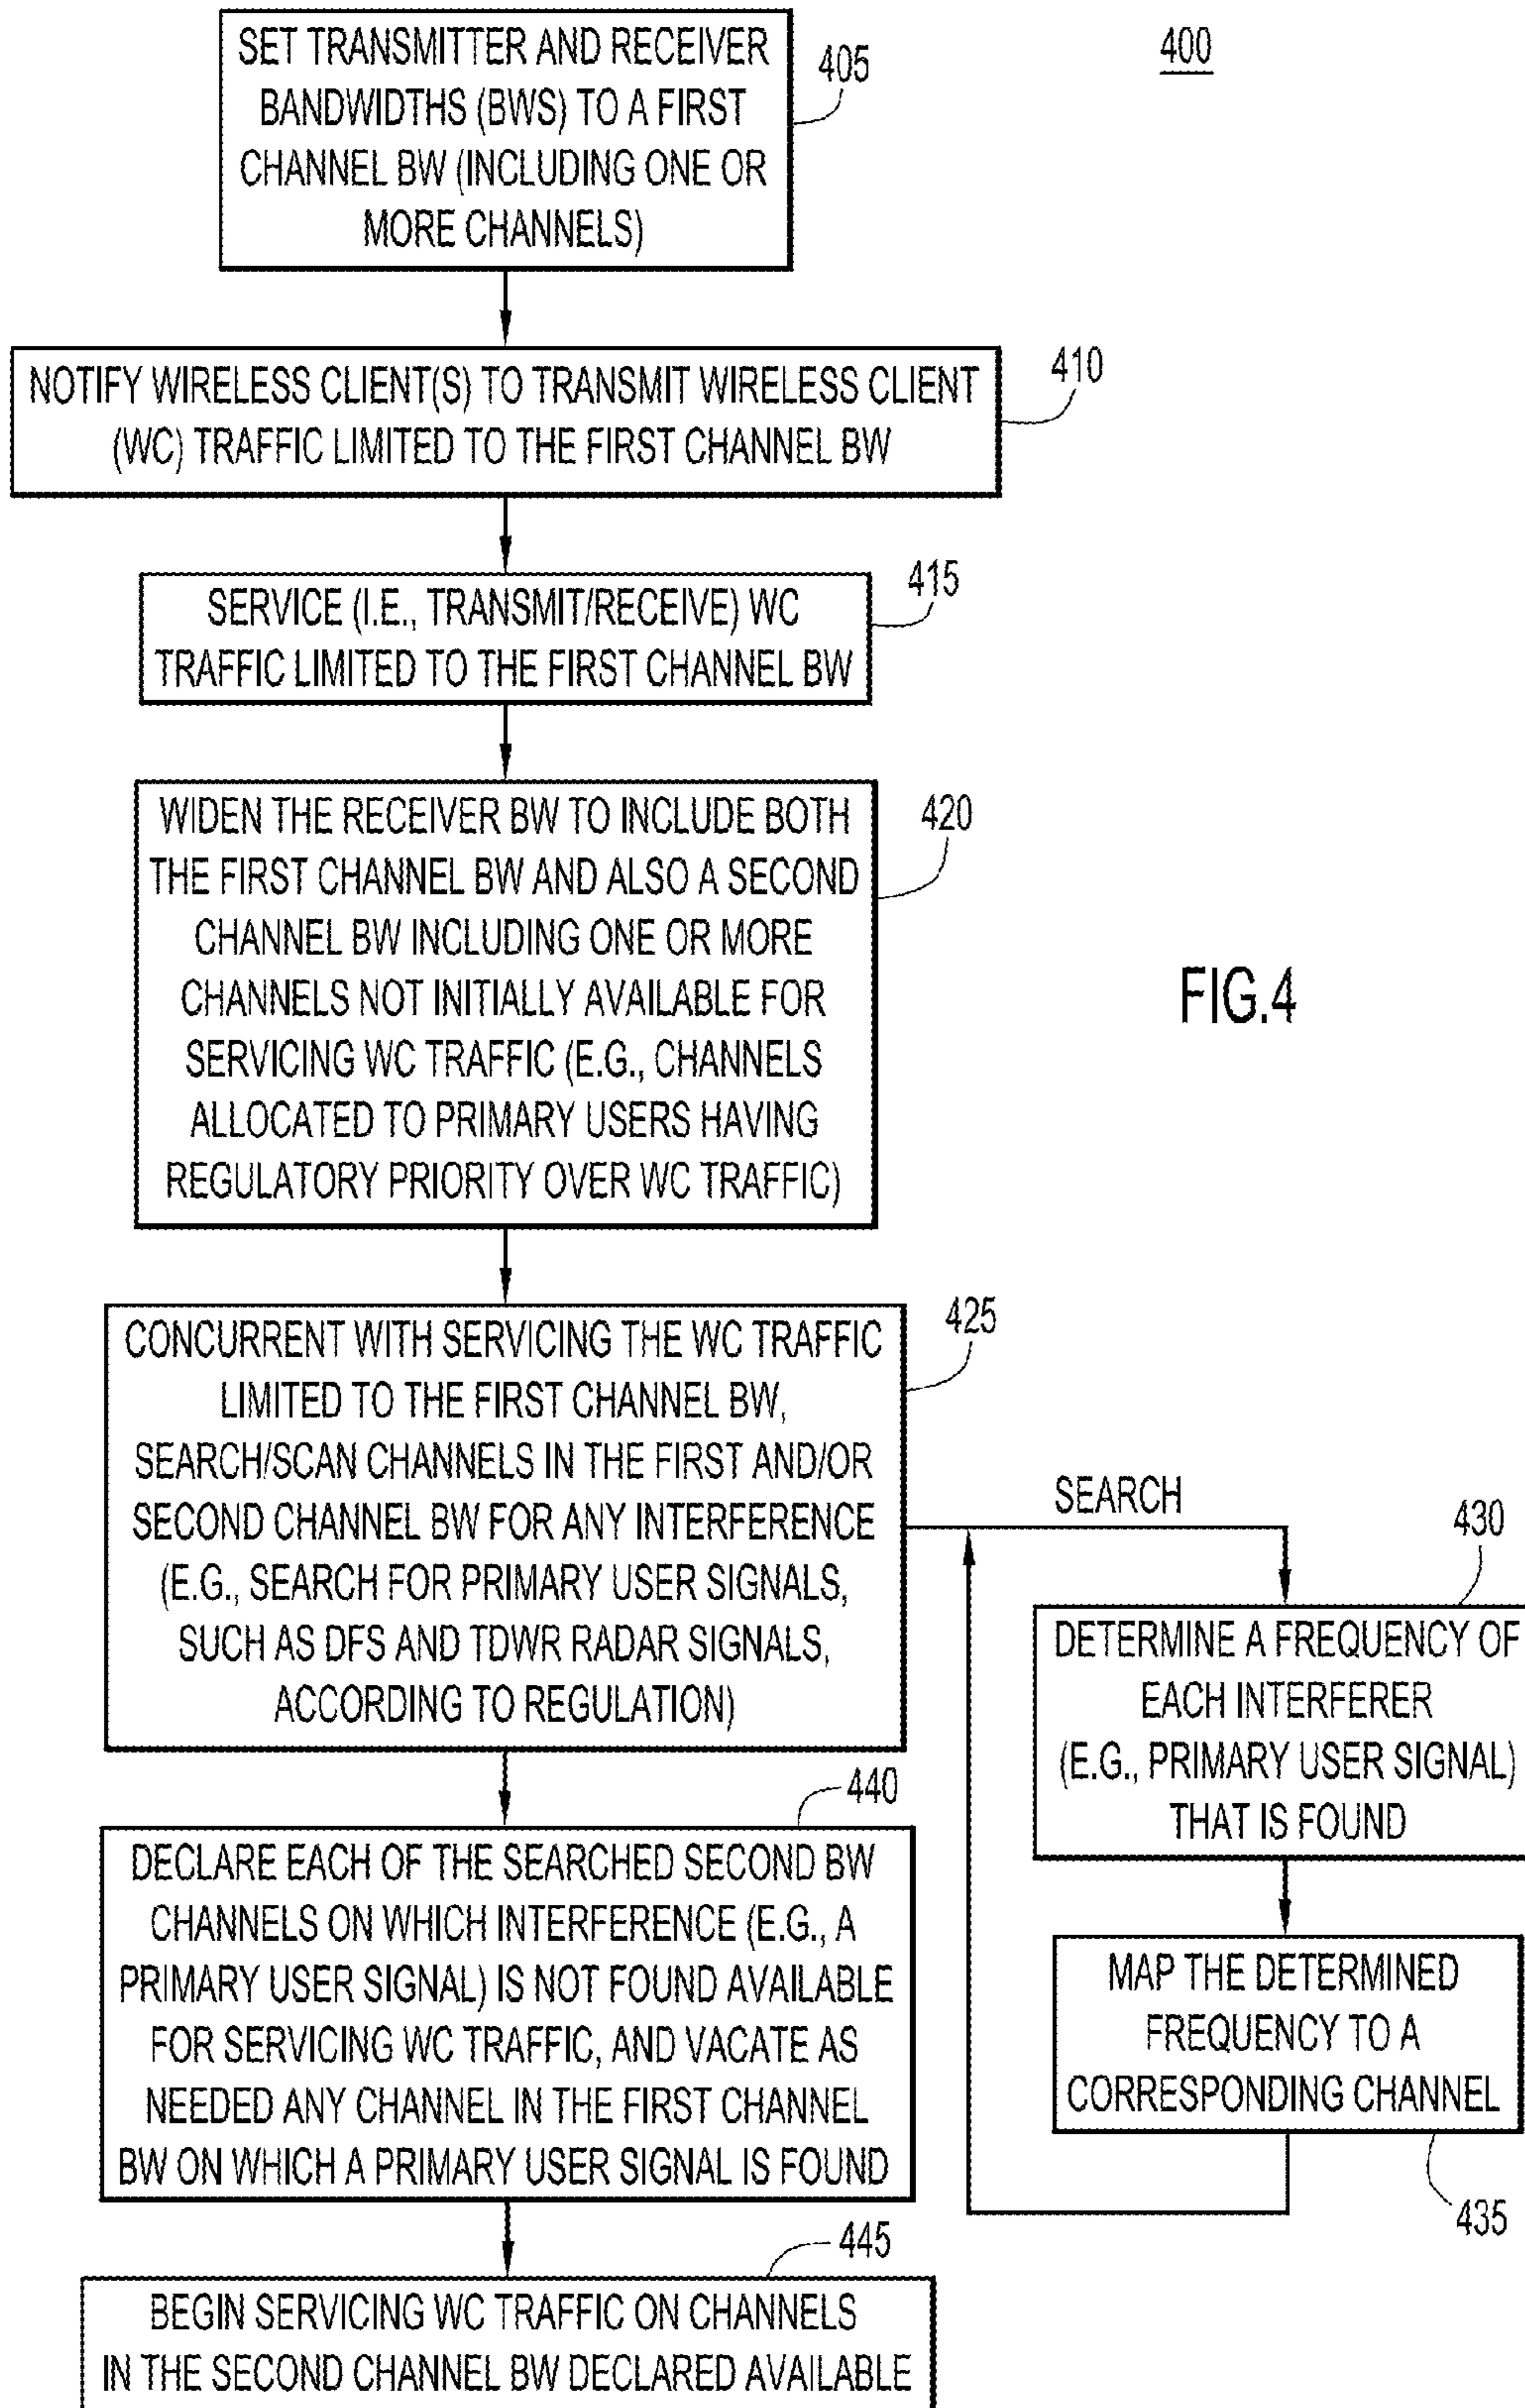 400
SET TRANSMITTER AND RECEIVER
BANDWIDTHS (BWS) TO A FIRST
CHANNEL BW (INCLUDING ONE OR
MORE CHANNELS)
405
NOTIFY WIRELESS CLIENT(S) TO TRANSMIT WIRELESS CLIENT
(WC) TRAFFIC LIMITED TO THE FIRST CHANNEL BW
410
SERVICE (I.E., TRANSMIT/RECEIVE) WC
TRAFFIC LIMITED TO THE FIRST CHANNEL BW
415
WIDEN THE RECEIVER BW TO INCLUDE BOTH
THE FIRST CHANNEL BW AND ALSO A SECOND
CHANNEL BW INCLUDING ONE OR MORE
CHANNELS NOT INITIALLY AVAILABLE FOR
SERVICING WC TRAFFIC (E.G., CHANNELS
ALLOCATED TO PRIMARY USERS HAVING
REGULATORY PRIORITY OVER WC TRAFFIC)
420
FIG.4
CONCURRENT WITH SERVICING THE WC TRAFFIC
LIMITED TO THE FIRST CHANNEL BW,
SEARCH/SCAN CHANNELS IN THE FIRST AND/OR
SECOND CHANNEL BW FOR ANY INTERFERENCE
(E.G., SEARCH FOR PRIMARY USER SIGNALS,
SUCH AS DFS AND TDWR RADAR SIGNALS,
ACCORDING TO REGULATION)
425
SEARCH
430
DETERMINE A FREQUENCY OF
EACH INTERFERER
(E.G., PRIMARY USER SIGNAL)
THAT IS FOUND
MAP THE DETERMINED
FREQUENCY TO A
CORRESPONDING CHANNEL
435
440
DECLARE EACH OF THE SEARCHED SECOND BW
CHANNELS ON WHICH INTERFERENCE (E.G., A
PRIMARY USER SIGNAL) IS NOT FOUND AVAILABLE
FOR SERVICING WC TRAFFIC, AND VACATE AS
NEEDED ANY CHANNEL IN THE FIRST CHANNEL
BW ON WHICH A PRIMARY USER SIGNAL IS FOUND
445
BEGIN SERVICING WC TRAFFIC ON CHANNELS
IN THE SECOND CHANNEL BW DECLARED AVAILABLE